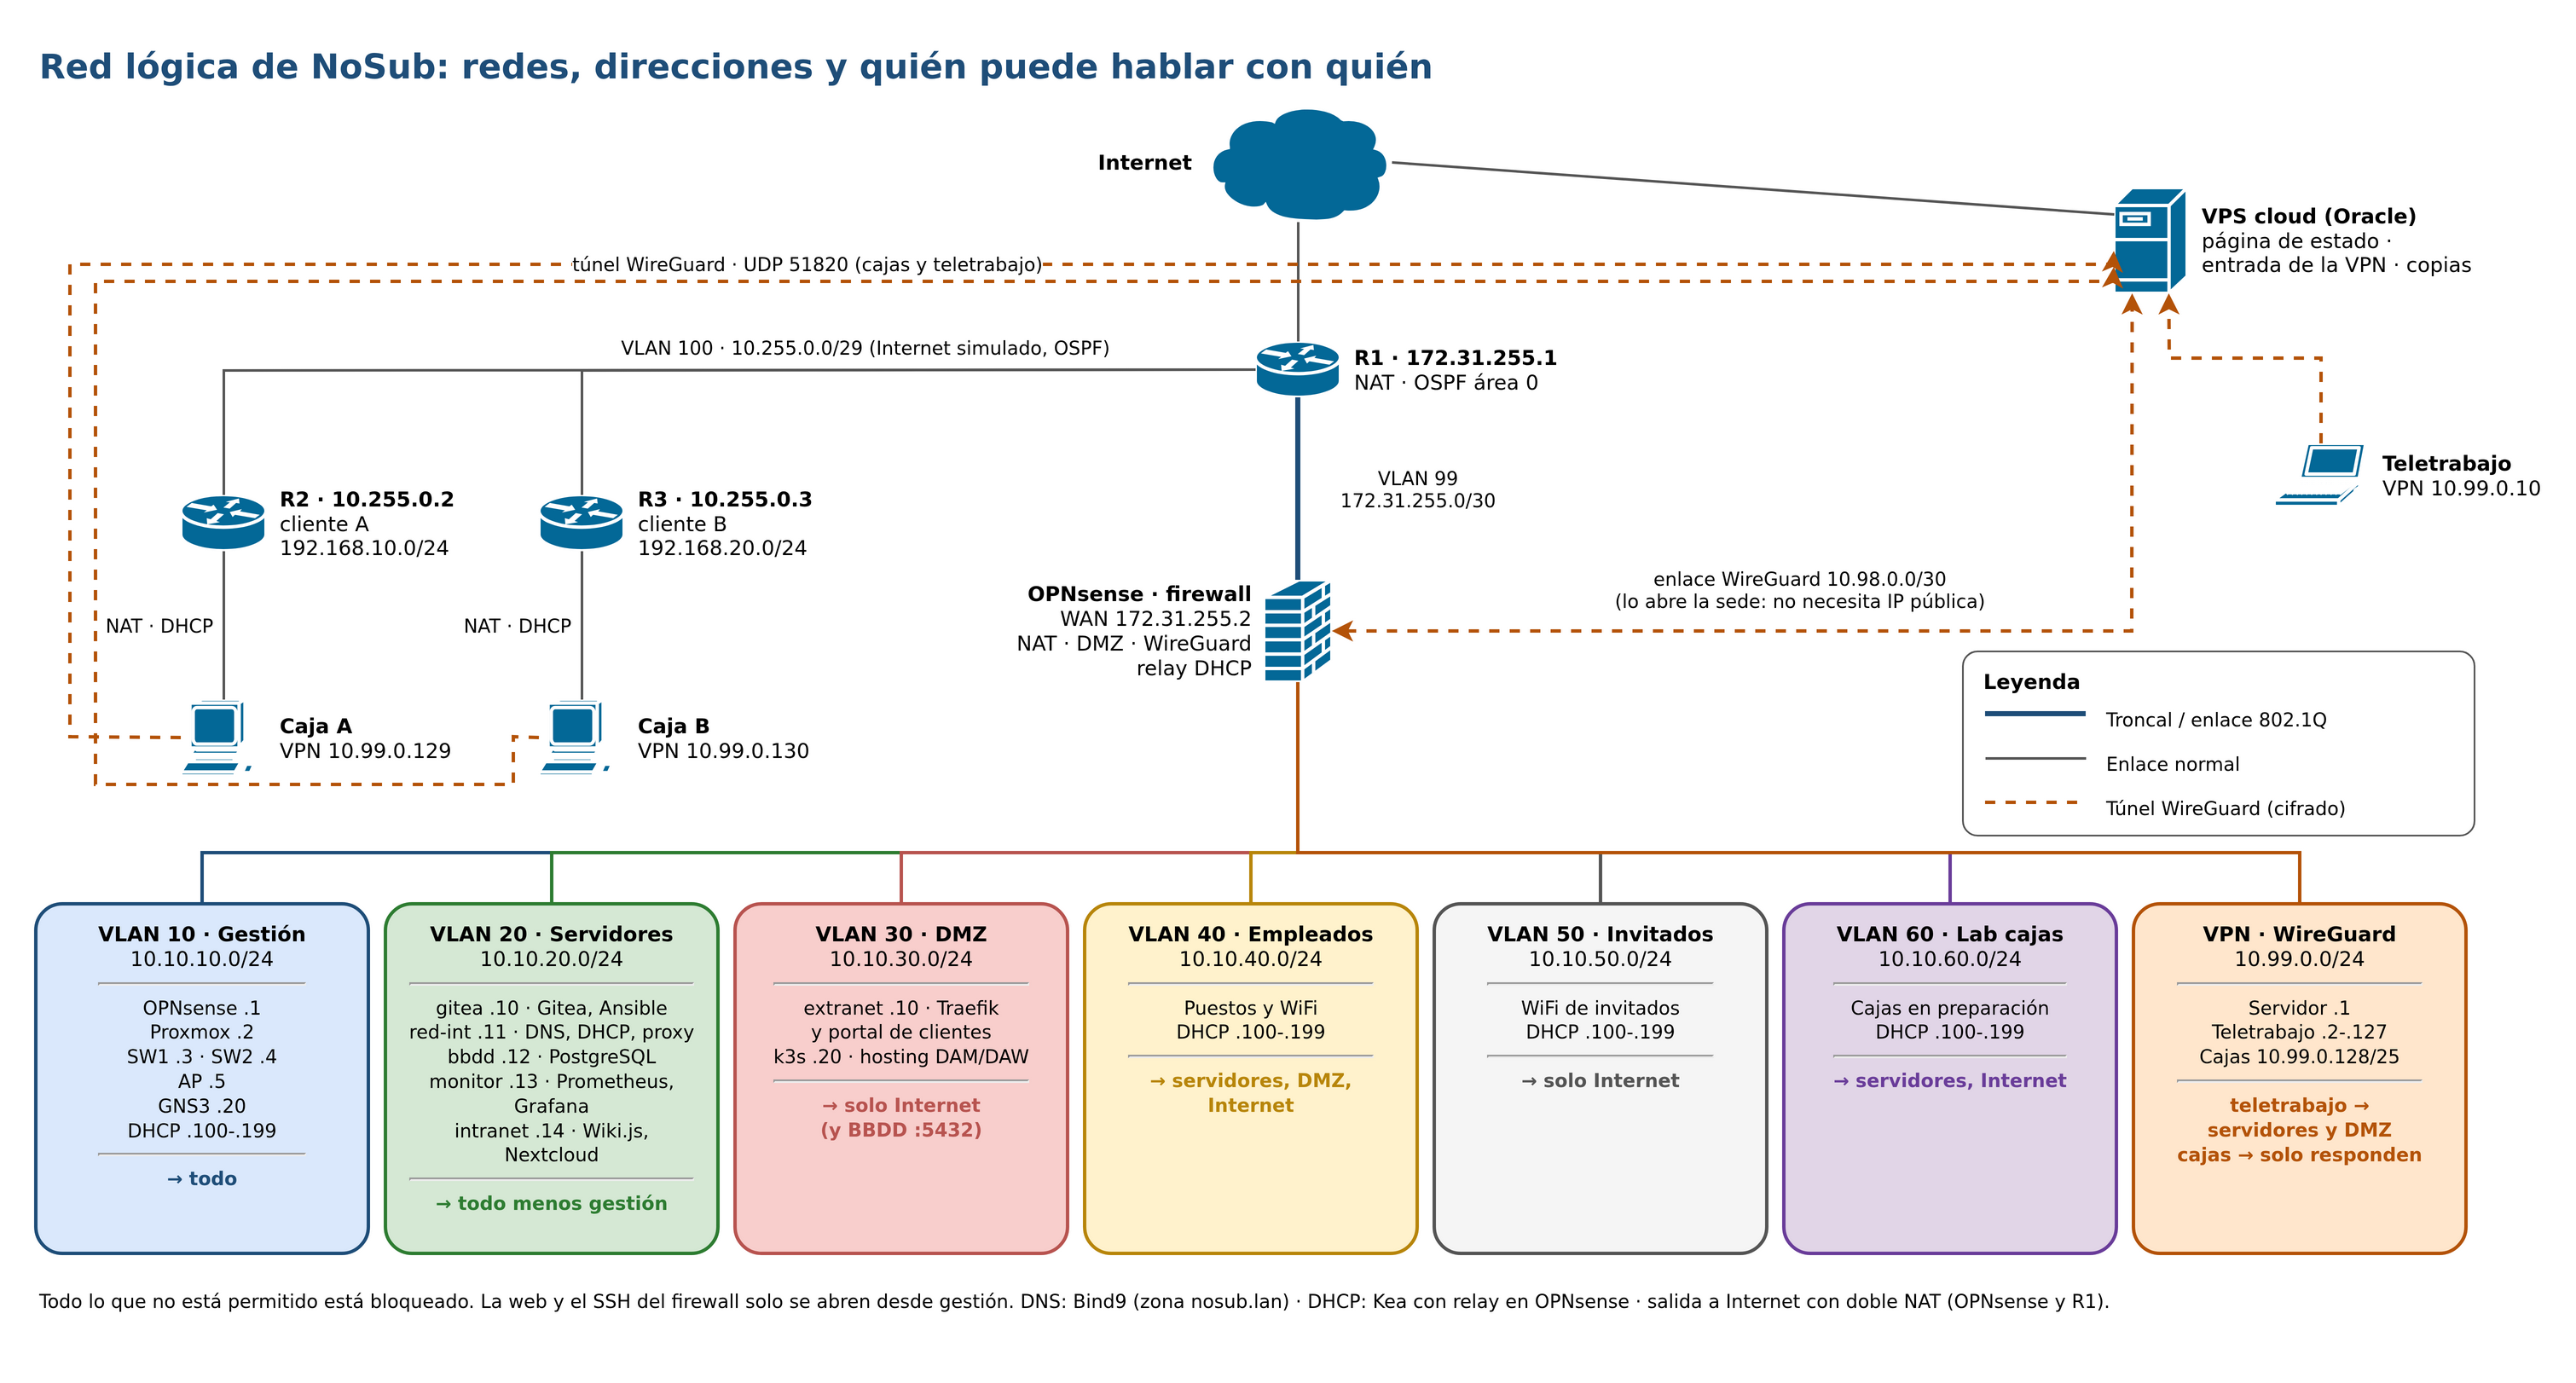 Red lógica de NoSub: redes, direcciones y quién puede hablar con quién
Internet
VPS cloud (Oracle)
página de estado ·
entrada de la VPN · copias
túnel WireGuard · UDP 51820 (cajas y teletrabajo)
VLAN 100 · 10.255.0.0/29 (Internet simulado, OSPF)
R1 · 172.31.255.1
NAT · OSPF área 0
VLAN 99
172.31.255.0/30
Teletrabajo
VPN 10.99.0.10
R2 · 10.255.0.2
cliente A
192.168.10.0/24
R3 · 10.255.0.3
cliente B
192.168.20.0/24
NAT · DHCP
NAT · DHCP
OPNsense · firewall
WAN 172.31.255.2
NAT · DMZ · WireGuard
relay DHCP
enlace WireGuard 10.98.0.0/30
(lo abre la sede: no necesita IP pública)
Caja A
VPN 10.99.0.129
Caja B
VPN 10.99.0.130
Leyenda
Troncal / enlace 802.1Q
Enlace normal
Túnel WireGuard (cifrado)
VLAN 10 · Gestión
10.10.10.0/24
OPNsense .1
Proxmox .2
SW1 .3 · SW2 .4
AP .5
GNS3 .20
DHCP .100-.199
→ todo
VLAN 20 · Servidores
10.10.20.0/24
gitea .10 · Gitea, Ansible
red-int .11 · DNS, DHCP, proxy
bbdd .12 · PostgreSQL
monitor .13 · Prometheus,
Grafana
intranet .14 · Wiki.js,
Nextcloud
→ todo menos gestión
VLAN 30 · DMZ
10.10.30.0/24
extranet .10 · Traefik
y portal de clientes
k3s .20 · hosting DAM/DAW
→ solo Internet
(y BBDD :5432)
VLAN 40 · Empleados
10.10.40.0/24
Puestos y WiFi
DHCP .100-.199
→ servidores, DMZ,
Internet
VLAN 50 · Invitados
10.10.50.0/24
WiFi de invitados
DHCP .100-.199
→ solo Internet
VLAN 60 · Lab cajas
10.10.60.0/24
Cajas en preparación
DHCP .100-.199
→ servidores, Internet
VPN · WireGuard
10.99.0.0/24
Servidor .1
Teletrabajo .2-.127
Cajas 10.99.0.128/25
teletrabajo →
servidores y DMZ
cajas → solo responden
Todo lo que no está permitido está bloqueado. La web y el SSH del firewall solo se abren desde gestión. DNS: Bind9 (zona nosub.lan) · DHCP: Kea con relay en OPNsense · salida a Internet con doble NAT (OPNsense y R1).